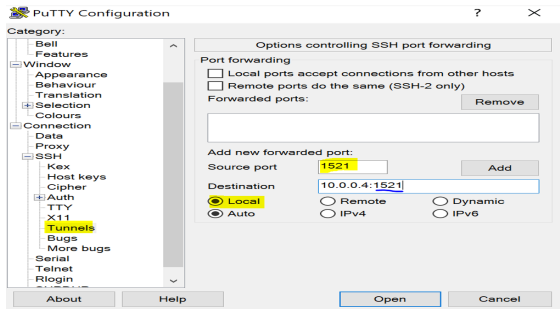 PuTTY Configuration ? ×
Category:
Bell
Features
Window
Appearance
Behaviour
Translation
Selection
Colours
Connection
Data
Proxy
SSH
Kex
Host keys
Cipher
Auth
TTY
X11
Tunnels
Bugs
More bugs
Serial
Telnet
Rlogin
Options controlling SSH port forwarding
Port forwarding
Local ports accept connections from other hosts
Remote ports do the same (SSH-2 only)
Forwarded ports: Remove
Add new forwarded port:
Source port 1521 Add
Destination 10.0.0.4:1521
Local Remote Dynamic
Auto IPv4 IPv6
About Help Open Cancel